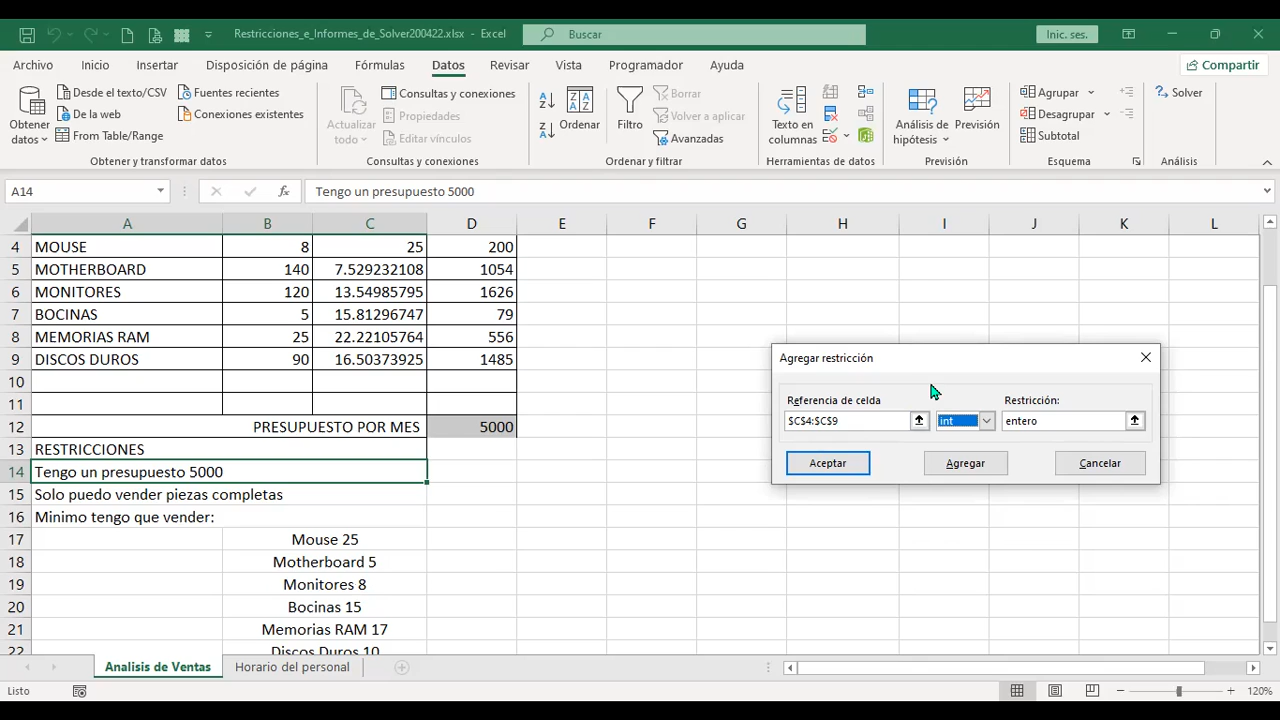 Restricciones_e_Informes_de_Solver200422.xlsx - Excel
Buscar
Inic. ses.
Archivo Inicio Insertar Disposición de página Fórmulas Datos Revisar Vista Programador Ayuda Compartir
Obtener datos
Desde el texto/CSV
De la web
From Table/Range
Fuentes recientes
Conexiones existentes
Obtener y transformar datos
Actualizar todo
Consultas y conexiones
Propiedades
Editar vínculos
Consultas y conexiones
Ordenar
Filtro
Borrar
Volver a aplicar
Avanzadas
Ordenar y filtrar
Texto en columnas
Herramientas de datos
Análisis de hipótesis
Previsión
Previsión
Agrupar
Desagrupar
Subtotal
Esquema
Solver
Análisis
A14 fx Tengo un presupuesto 5000
A B C D E F G H I J K L
4 MOUSE 8 25 200
5 MOTHERBOARD 140 7.529232108 1054
6 MONITORES 120 13.54985795 1626
7 BOCINAS 5 15.81296747 79
8 MEMORIAS RAM 25 22.22105764 556
9 DISCOS DUROS 90 16.50373925 1485
10
11
12 PRESUPUESTO POR MES 5000
13 RESTRICCIONES
14 Tengo un presupuesto 5000
15 Solo puedo vender piezas completas
16 Minimo tengo que vender:
17 Mouse 25
18 Motherboard 5
19 Monitores 8
20 Bocinas 15
21 Memorias RAM 17
22 Discos Duros 10
Agregar restricción
Referencia de celda Restricción:
$C$4:$C$9 int entero
Aceptar Agregar Cancelar
Analisis de Ventas Horario del personal
Listo 120%